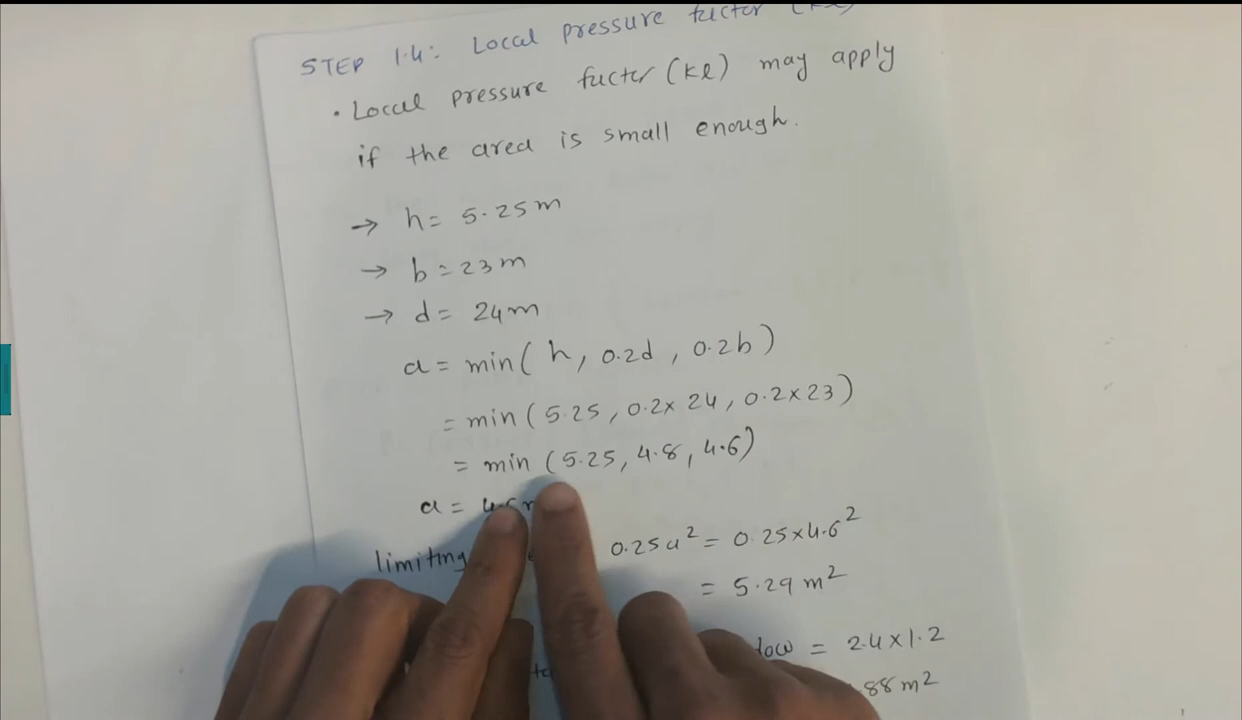 STEP 1.4: Local pressure factor
• Local pressure factor (kl) may apply
if the area is small enough.
→ h= 5.25m
→ b=23m
→ d= 24m
a = min( h, 0.2d, 0.2b)
= min ( 5.25, 0.2x 24, 0.2x23)
= min (5.25, 4.8, 4.6)
a =
limiting 0.25a² = 0.25x4.6²
= 5.29 m²
= 2.4x1.2
88m²